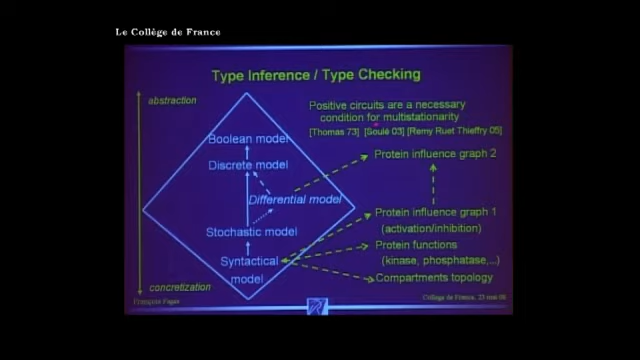 Le Collège de France
Type Inference / Type Checking
abstraction
Positive circuits are a necessary
condition for multistationarity
[Thomas 73] [Soulé 03] [Remy Ruet Thieffry 05]
Boolean model
Discrete model
Protein influence graph 2
Differential model
Protein influence graph 1
(activation/inhibition)
Stochastic model
Protein functions
(kinase, phosphatase,...)
Syntactical
model
Compartments topology
concretization
François Fages
Collège de France, 23 mai 06